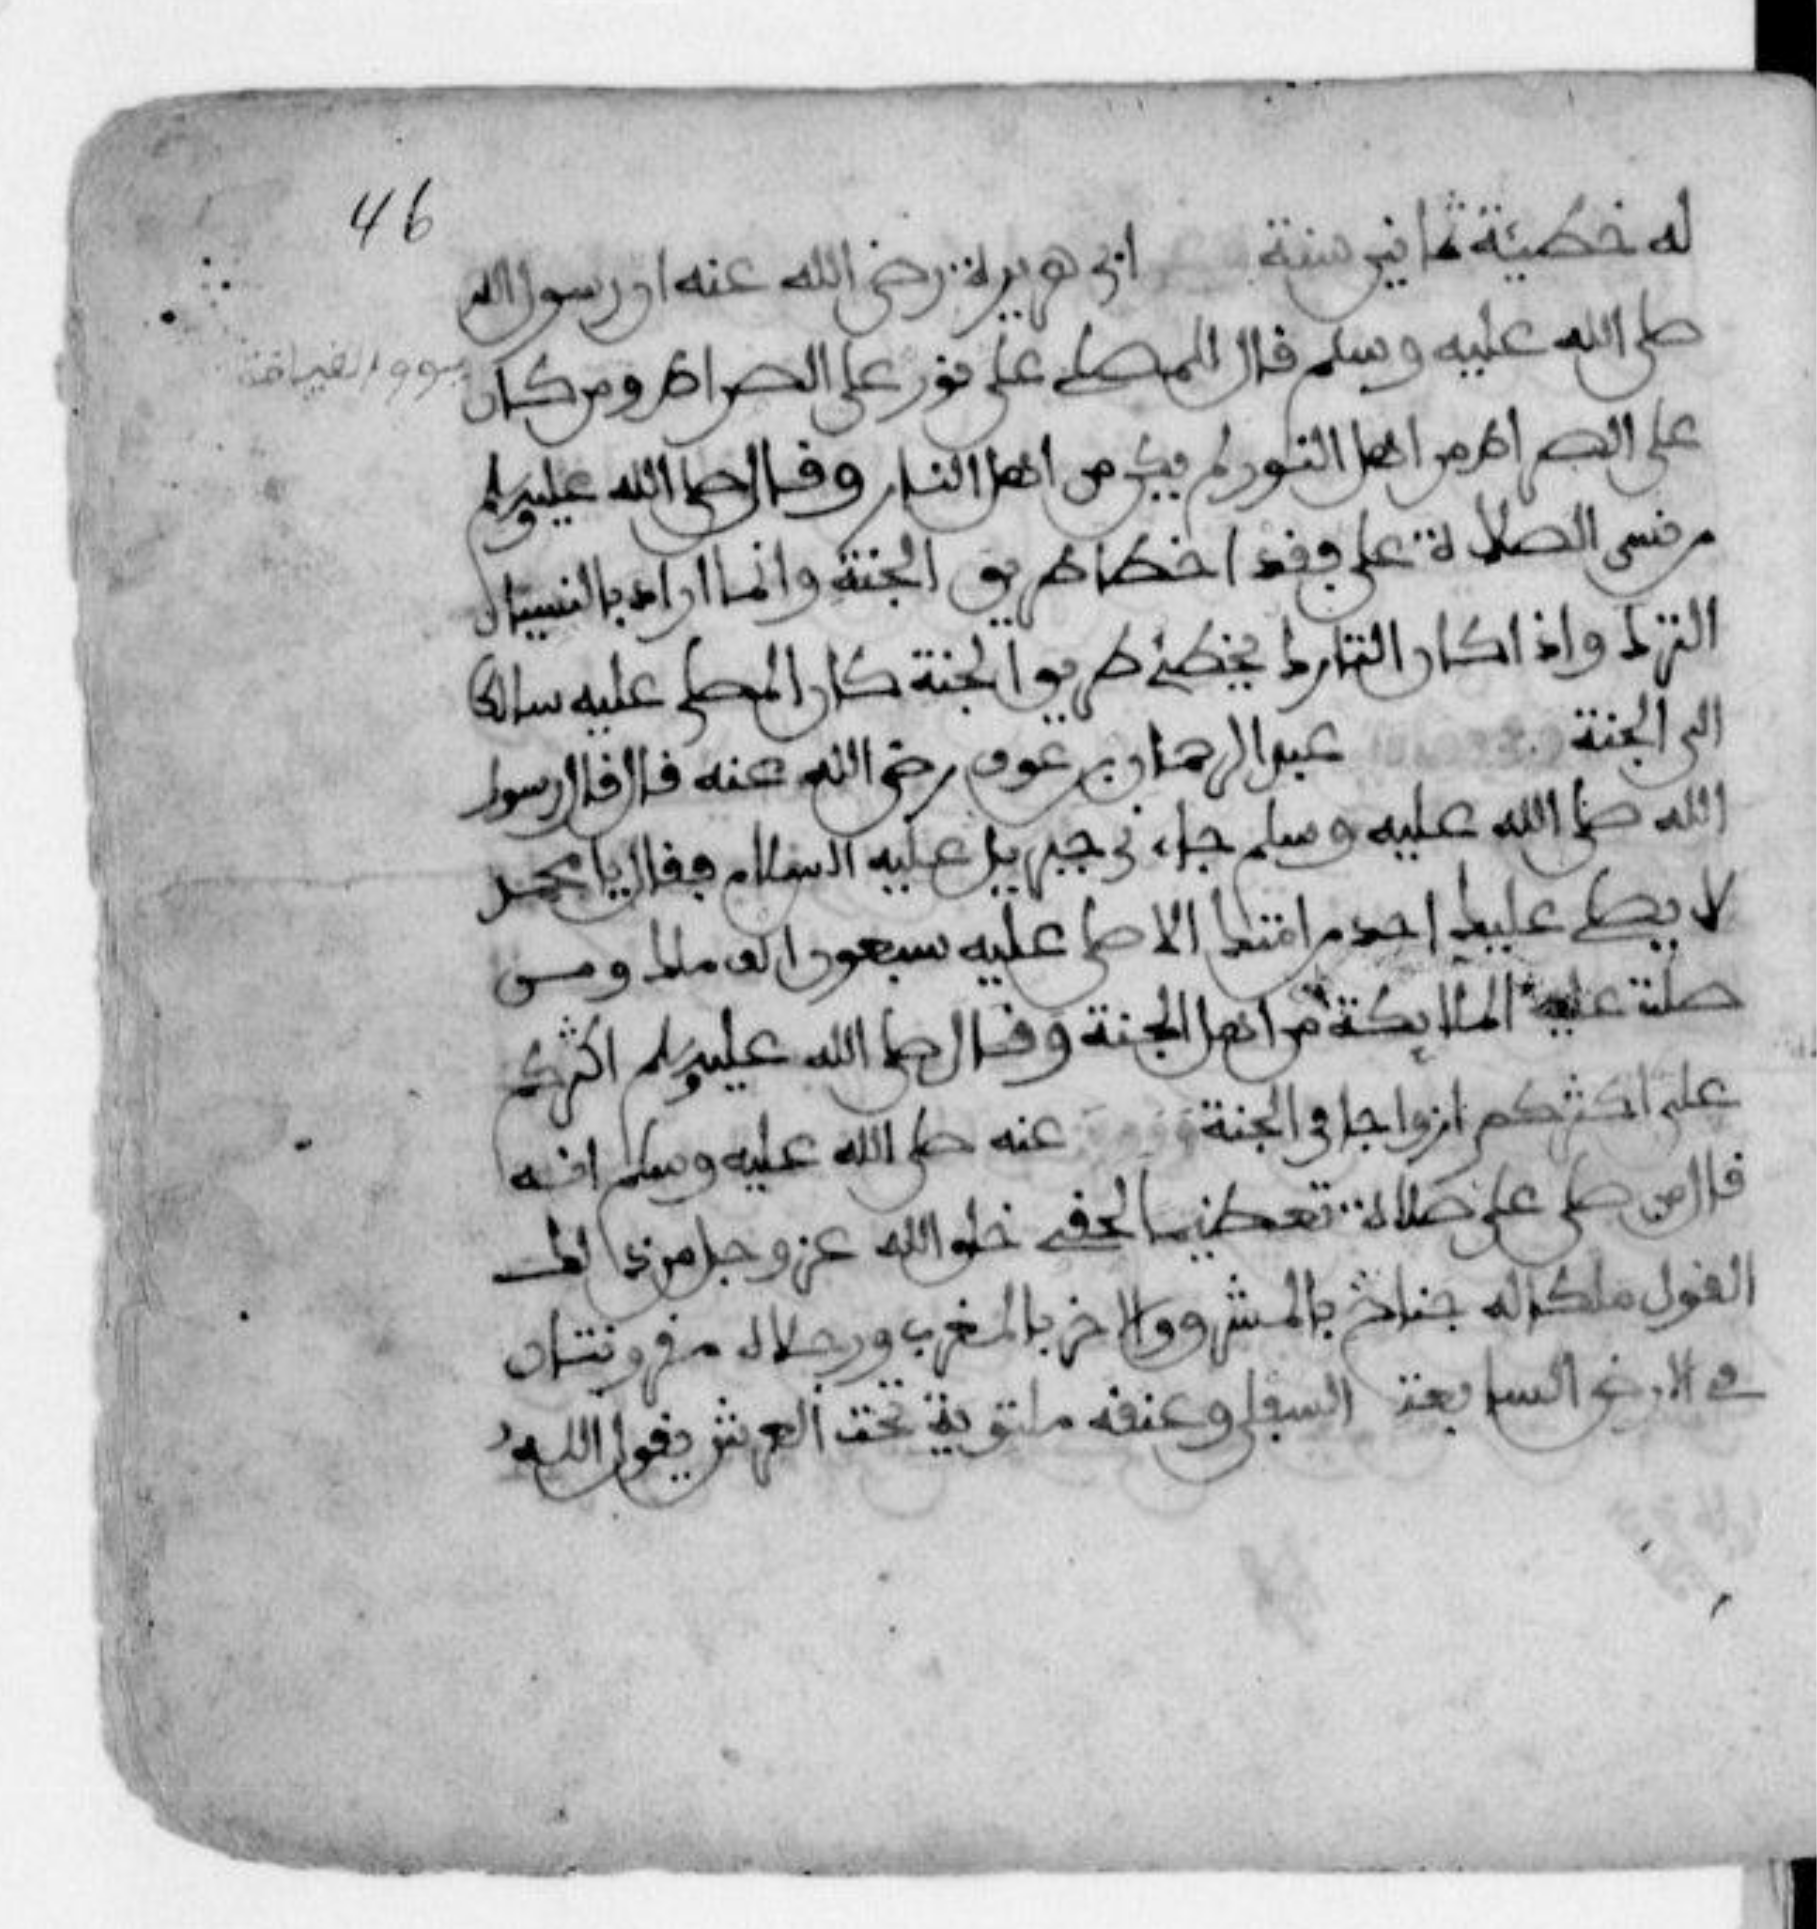 46
له خطيئة ثمانين سنة ابي هريرة رضي الله عنه ان رسول الله
صلى الله عليه وسلم قال للمصلي علي نور على الصراط ومن كان
على الصراط من اهل النور لم يكن من اهل النار وقال صلى الله عليه وسلم
من نسي الصلاة علي فقد اخطا طريق الجنة وانما اراد بالنسيان
الترك واذا كان التارك يخطئ طريق الجنة كان المصلي عليه سالكا
الى الجنة عبد الرحمان بن عوف رضي الله عنه قال قال رسول
الله صلى الله عليه وسلم جاءني جبريل عليه السلام فقال يا محمد
لا يصلي عليك احد من امتك الا صلى عليه سبعون الف ملك ومن
صلت عليه الملايكة من اهل الجنة وقال صلى الله عليه وسلم اكثركم
علي اكثركم ازواجا في الجنة عنه صلى الله عليه وسلم انه
قال من صلى علي صلاة تعظيما لحقي خلق الله عز وجل من ذالك
القول ملكا له جناح بالمشرق والاخر بالمغرب ورجلاه مقرونتان
في الارض السابعة السفلى وعنقه ملتوية تحت العرش يقول الله